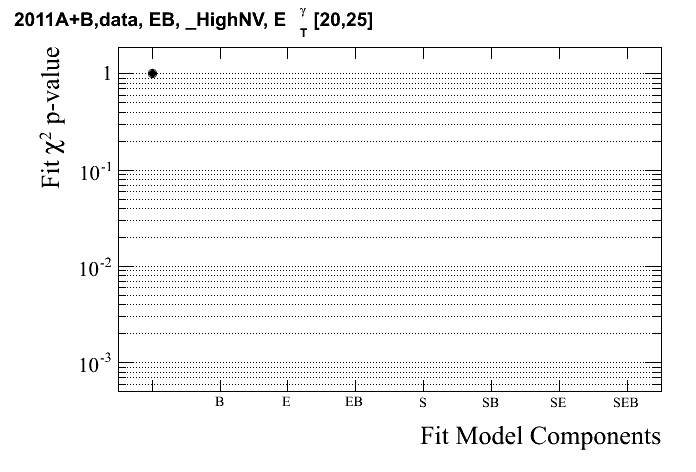 2011A+B,data, EB, _HighNV, E γ T [20,25]
Fit χ² p-value
1
10⁻¹
10⁻²
10⁻³
B E EB S SB SE SEB
Fit Model Components